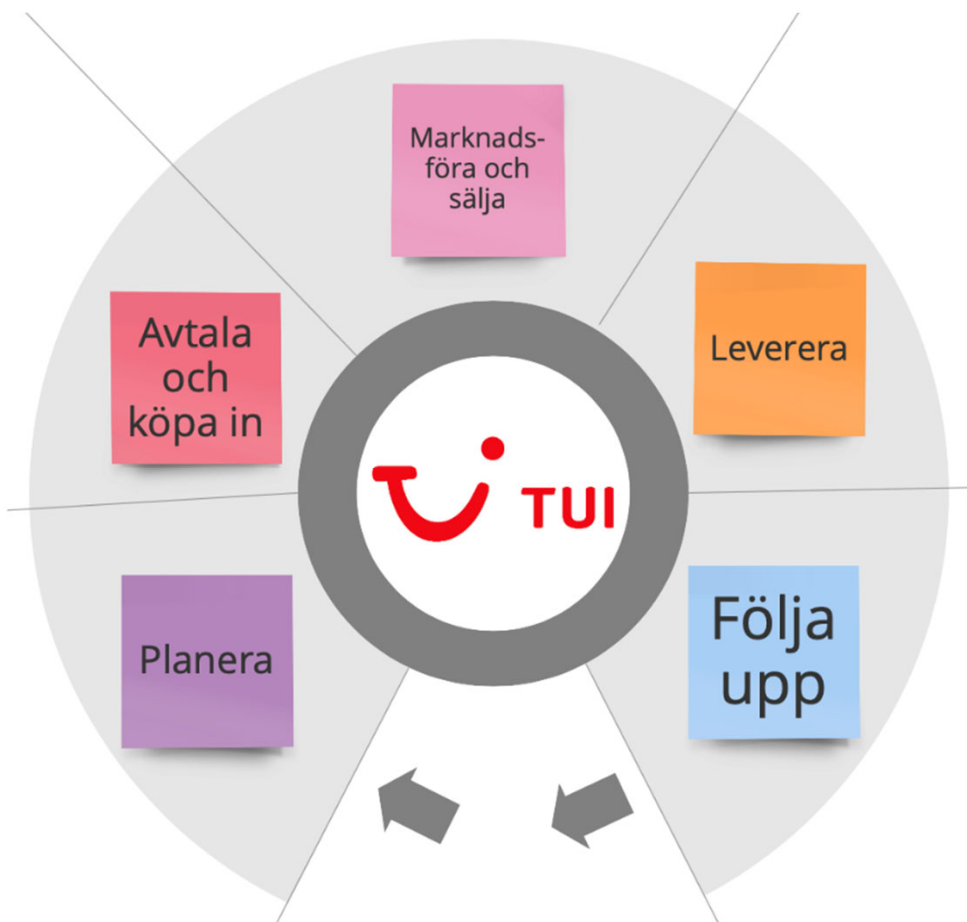 Marknads-
föra och
sälja
Avtala
och
köpa in
Leverera
TUI
Planera
Följa
upp